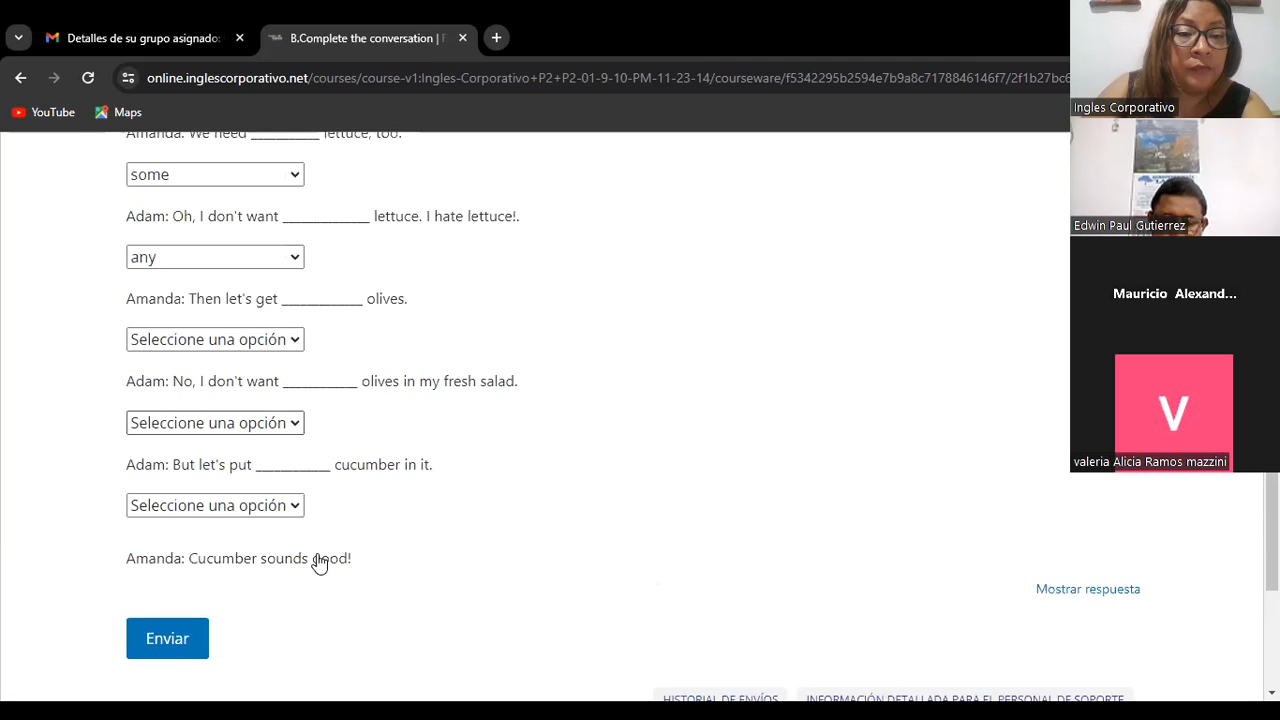 Detalles de su grupo asignado:
B.Complete the conversation |
online.inglescorporativo.net/courses/course-v1:Ingles-Corporativo+P2+P2-01-9-10-PM-11-23-14/courseware/f5342295b2594e7b9a8c7178846146f7/2f1b27bc6
YouTube
Maps
Amanda: We need ___________ lettuce, too.
some
Adam: Oh, I don't want ______________ lettuce. I hate lettuce!.
any
Amanda: Then let's get _____________ olives.
Seleccione una opción
Adam: No, I don't want ____________ olives in my fresh salad.
Seleccione una opción
Adam: But let's put ____________ cucumber in it.
Seleccione una opción
Amanda: Cucumber sounds good!
Mostrar respuesta
Enviar
HISTORIAL DE ENVÍOS
INFORMACIÓN DETALLADA PARA EL PERSONAL DE SOPORTE
Ingles Corporativo
Edwin Paul Gutierrez
Mauricio Alexand...
V
valeria Alicia Ramos mazzini